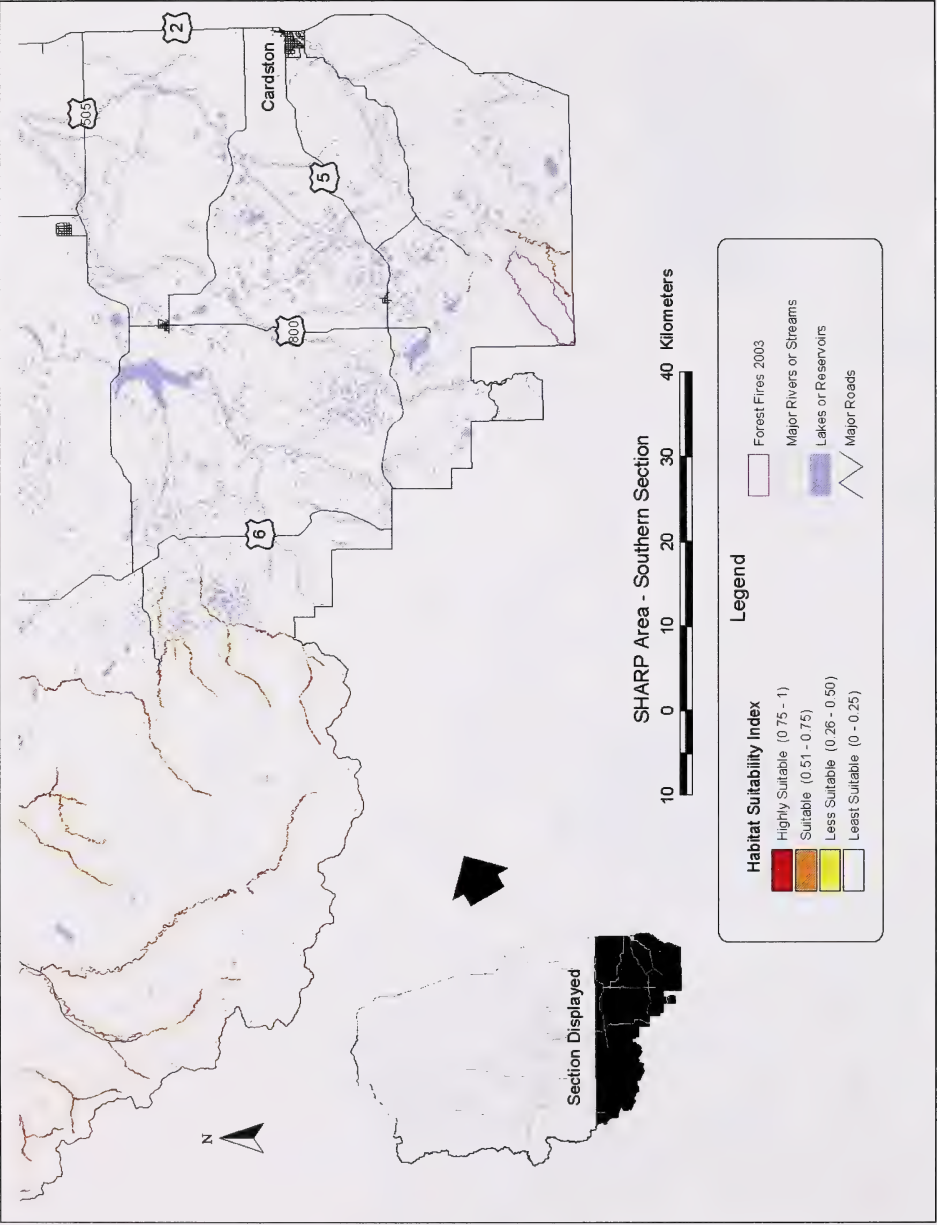 505
2
Cardston
5
800
6
N
Section Displayed
SHARP Area - Southern Section
10 0 10 20 30 40 Kilometers
Legend
Habitat Suitability Index
Highly Suitable (0 75 - 1)
Suitable (0.51 - 0.75)
Less Suitable (0.26 - 0.50)
Least Suitable (0 - 0.25)
Forest Fires 2003
Major Rivers or Streams
Lakes or Reservoirs
Major Roads